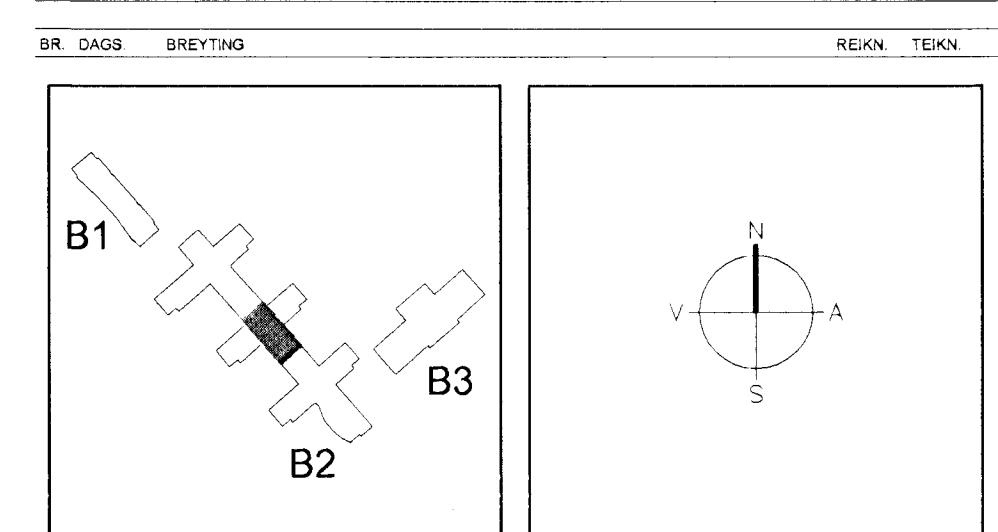 BR. DAGS. BREYTING REIKN. TEIKN.
B1
B3
B2
N
V A
S